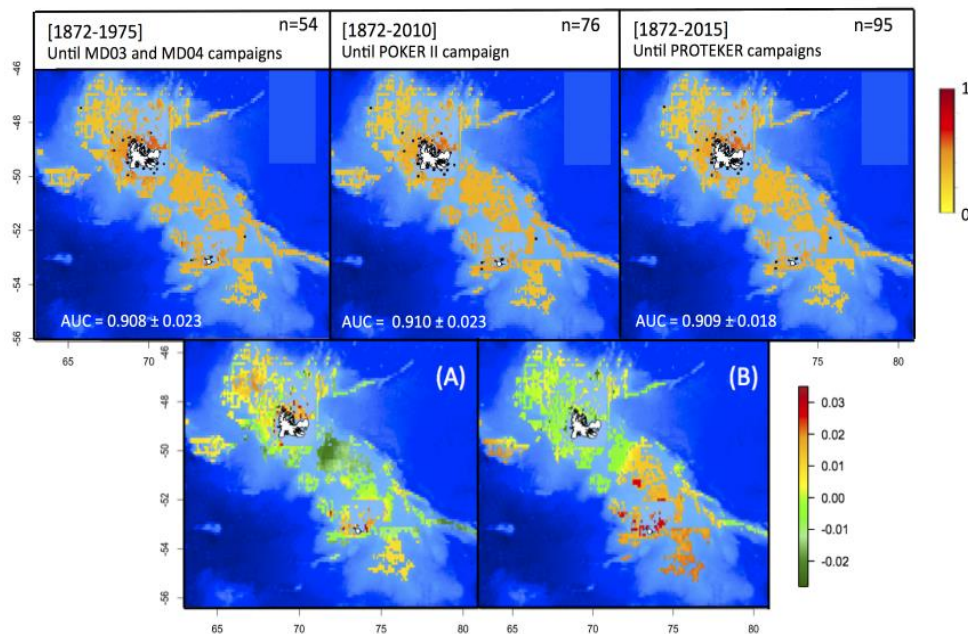 [1872-1975] n=54
Until MD03 and MD04 campaigns
[1872-2010] n=76
Until POKER II campaign
[1872-2015] n=95
Until PROTEKER campaigns
-46
-48
-50
-52
-54
-56
AUC = 0.908 ± 0.023
AUC = 0.910 ± 0.023
AUC = 0.909 ± 0.018
1
0
65 70 75 80
-46
-48
-50
-52
-54
-56
(A)
(B)
0.03
0.02
0.01
0.00
-0.01
-0.02
65 70 75 80
65 70 75 80